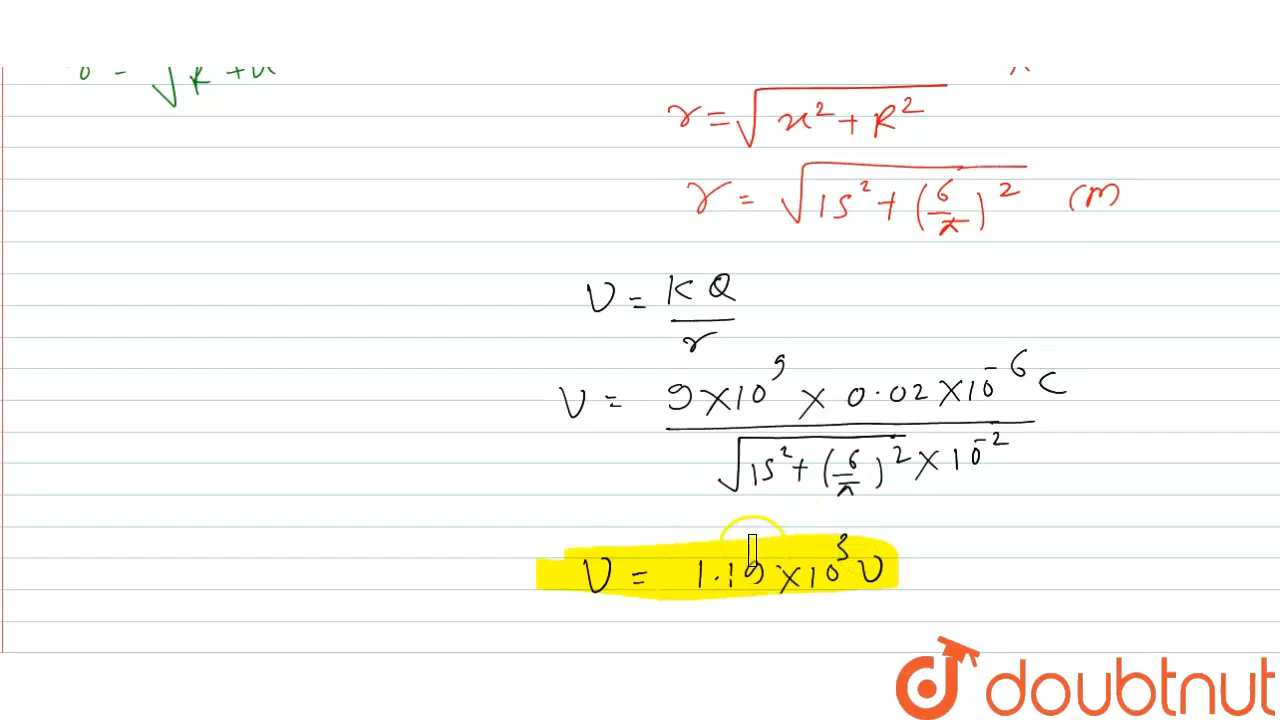 r = √(x² + R²)
r = √(15² + (6/π)²) cm
V = KQ/r
V = 9×10⁹ × 0.02×10⁻⁶ C / √(15² + (6/π)²) × 10⁻²
V = 1.19×10³ V
doubtnut